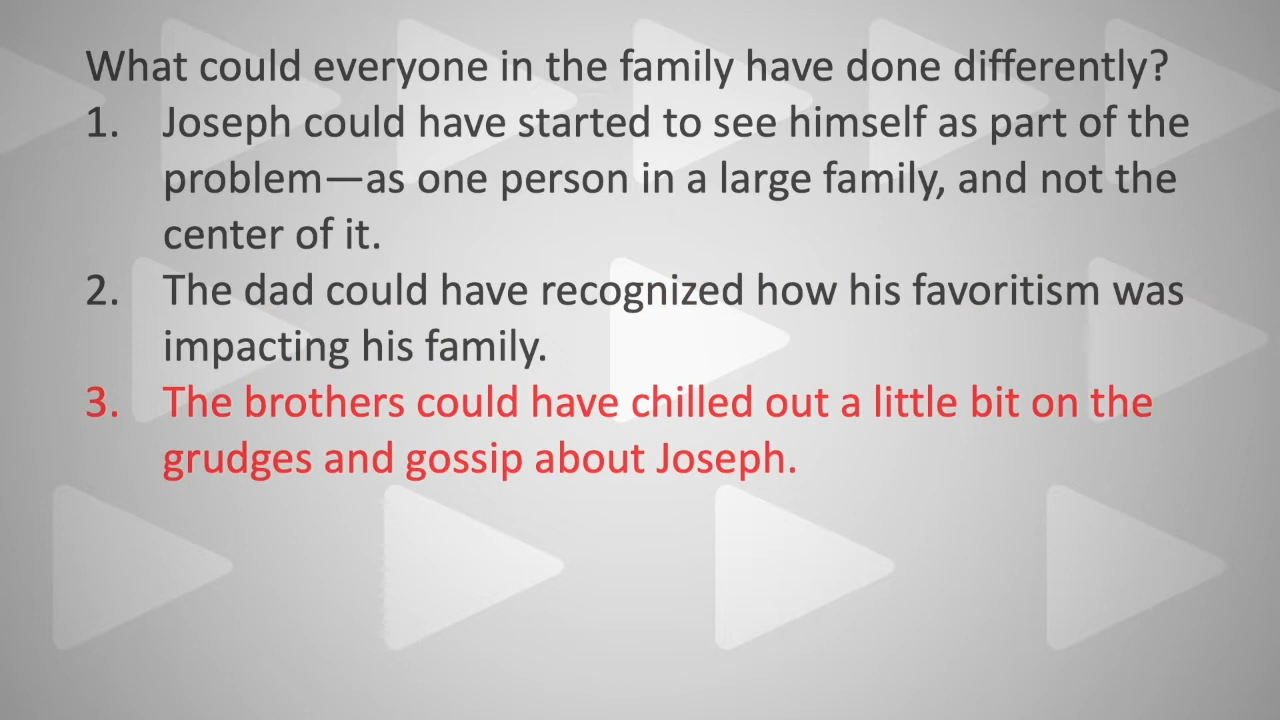 What could everyone in the family have done differently?
1. Joseph could have started to see himself as part of the
problem—as one person in a large family, and not the
center of it.
2. The dad could have recognized how his favoritism was
impacting his family.
3. The brothers could have chilled out a little bit on the
grudges and gossip about Joseph.